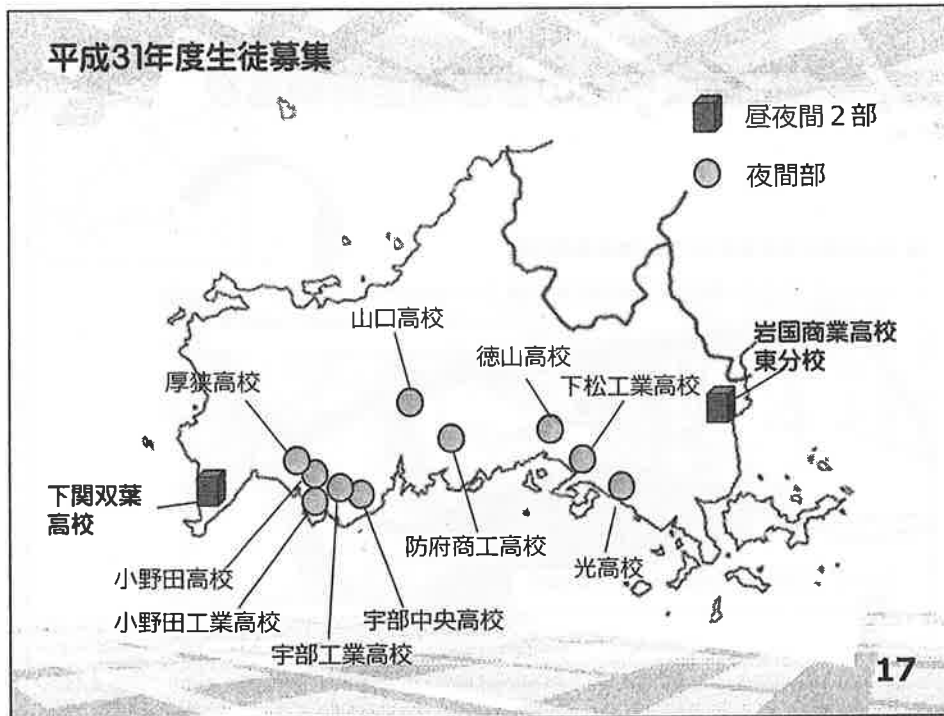 平成31年度生徒募集
昼夜間2部
夜間部
山口高校
徳山高校
岩国商業高校
東分校
厚狭高校
下松工業高校
下関双葉
高校
防府商工高校
光高校
小野田高校
小野田工業高校
宇部中央高校
宇部工業高校
17